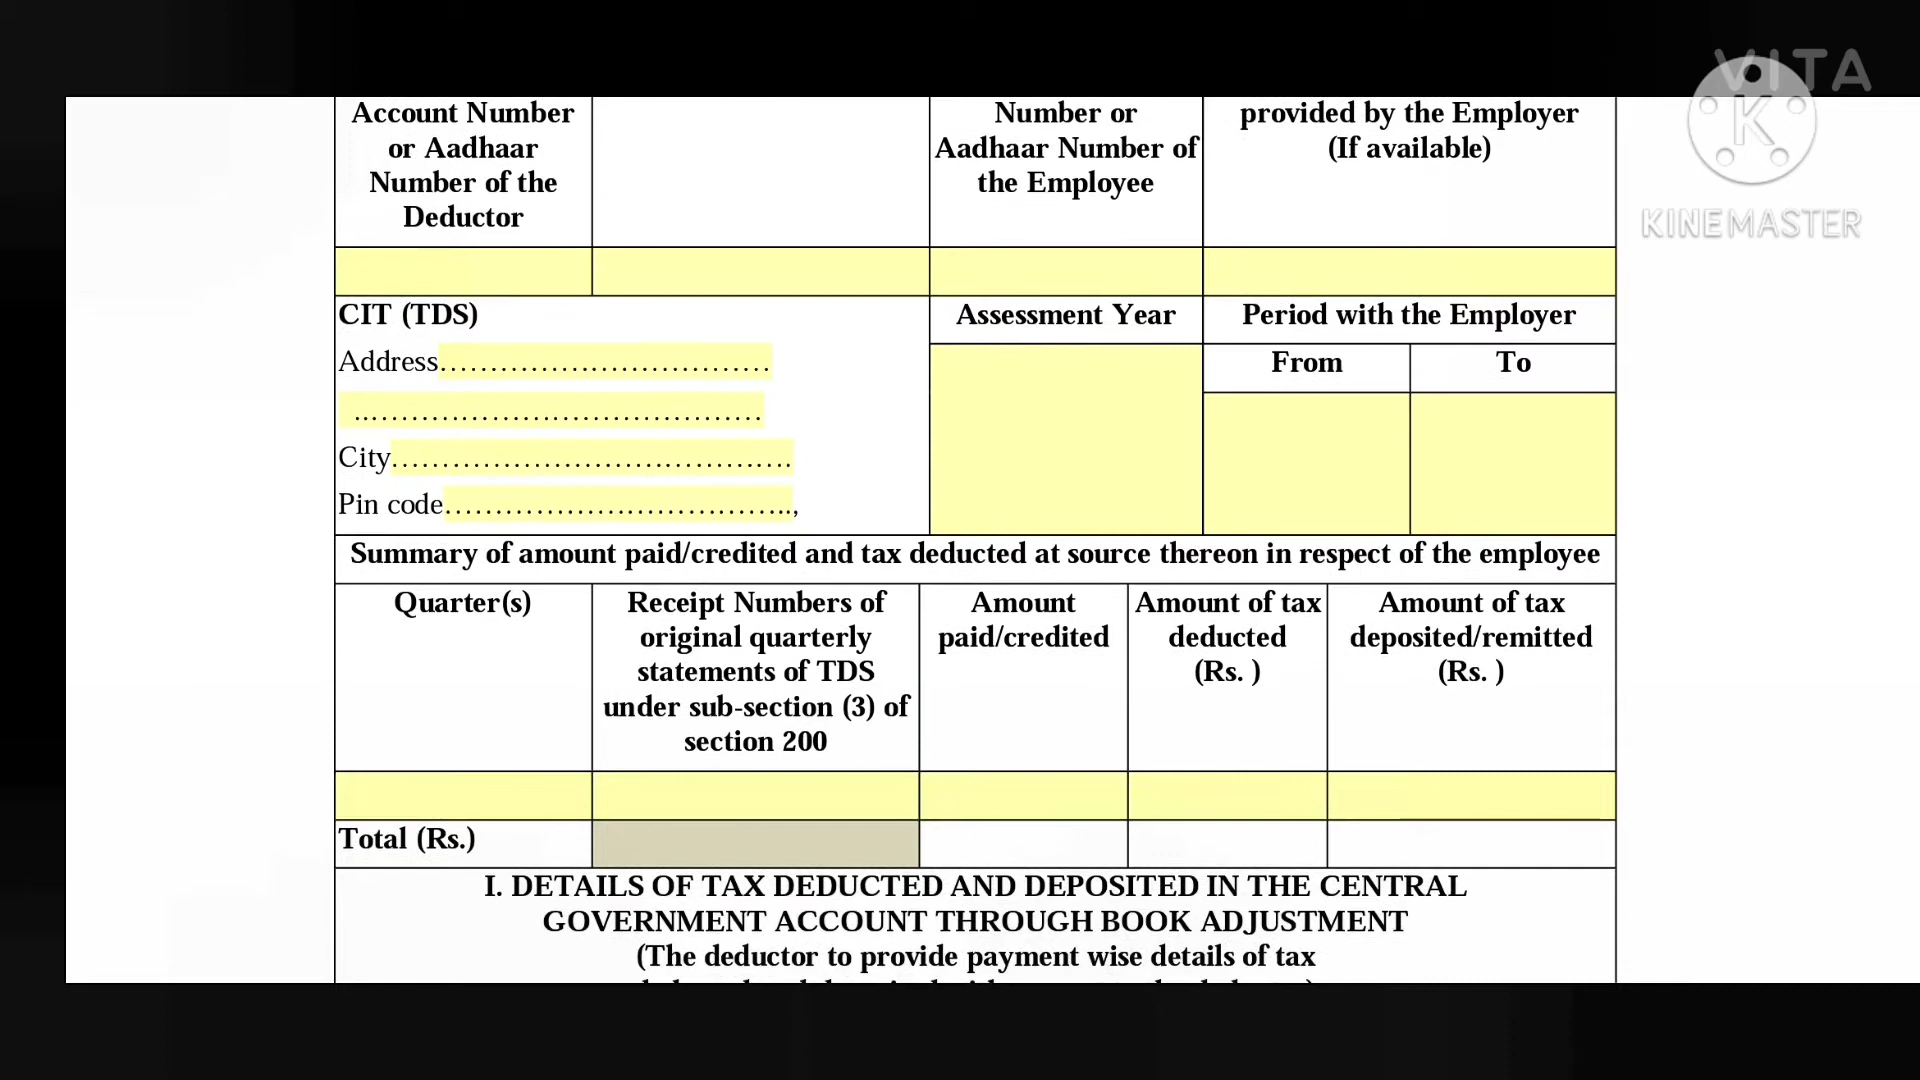 VITA
K
KINEMASTER
Account Number
or Aadhaar
Number of the
Deductor
Number or
Aadhaar Number of
the Employee
provided by the Employer
(If available)
CIT (TDS)
Address…………….………………
...………………………………….
City……………………….………….
Pin code……………………………..,
Assessment Year
Period with the Employer
From
To
Summary of amount paid/credited and tax deducted at source thereon in respect of the employee
Quarter(s)
Receipt Numbers of
original quarterly
statements of TDS
under sub-section (3) of
section 200
Amount
paid/credited
Amount of tax
deducted
(Rs. )
Amount of tax
deposited/remitted
(Rs. )
Total (Rs.)
I. DETAILS OF TAX DEDUCTED AND DEPOSITED IN THE CENTRAL
GOVERNMENT ACCOUNT THROUGH BOOK ADJUSTMENT
(The deductor to provide payment wise details of tax